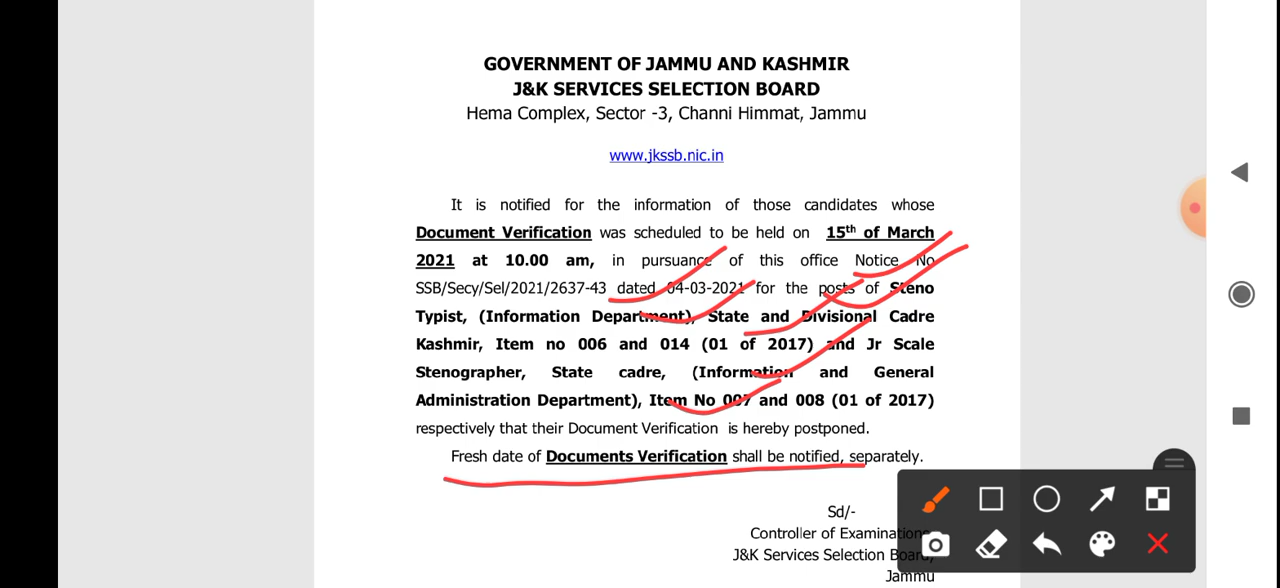 GOVERNMENT OF JAMMU AND KASHMIR
J&K SERVICES SELECTION BOARD
Hema Complex, Sector -3, Channi Himmat, Jammu
www.jkssb.nic.in
It is notified for the information of those candidates whose
Document Verification was scheduled to be held on 15th of March
2021 at 10.00 am, in pursuance of this office Notice No
SSB/Secy/Sel/2021/2637-43 dated 04-03-2021 for the posts of Steno
Typist, (Information Department), State and Divisional Cadre
Kashmir, Item no 006 and 014 (01 of 2017) and Jr Scale
Stenographer, State cadre, (Information and General
Administration Department), Item No 007 and 008 (01 of 2017)
respectively that their Document Verification is hereby postponed.
Fresh date of Documents Verification shall be notified, separately.
Sd/-
Controller of Examinations
J&K Services Selection Board,
Jammu